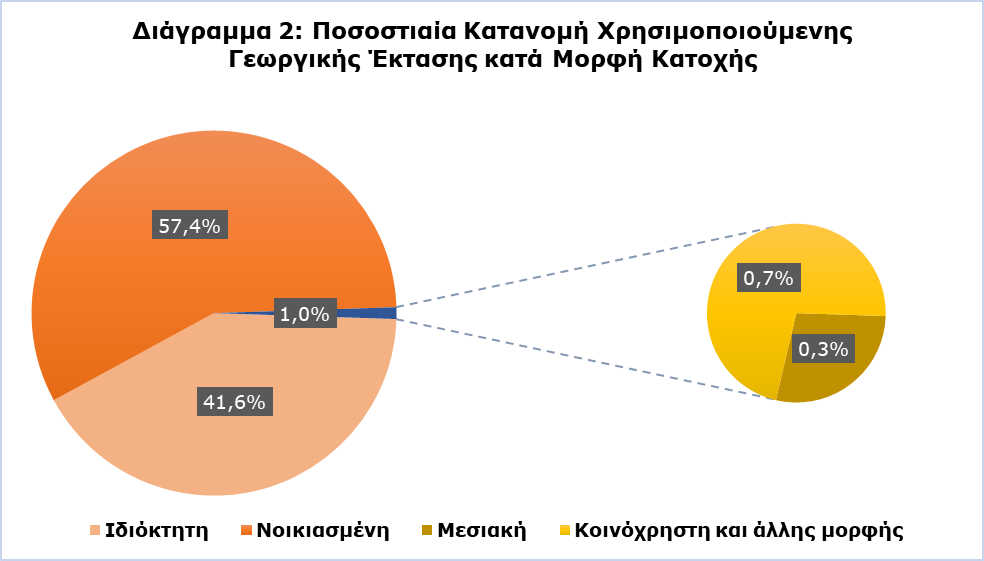 Διάγραμμα 2: Ποσοστιαία Κατανομή Χρησιμοποιούμενης
Γεωργικής Έκτασης κατά Μορφή Κατοχής
57,4%
1,0%
41,6%
0,7%
0,3%
Ιδιόκτητη
Νοικιασμένη
Μεσιακή
Κοινόχρηστη και άλλης μορφής